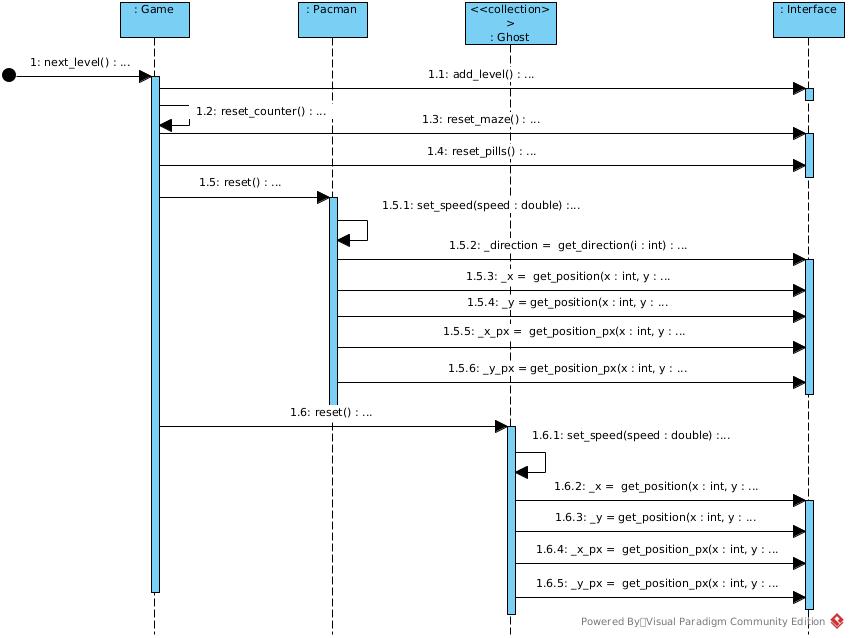 : Game
: Pacman
<<collection>
>
: Ghost
: Interface
1: next_level() : ...
1.1: add_level() : ...
1.2: reset_counter() : ...
1.3: reset_maze() : ...
1.4: reset_pills() : ...
1.5: reset() : ...
1.5.1: set_speed(speed : double) :...
1.5.2: _direction =  get_direction(i : int) : ...
1.5.3: _x =  get_position(x : int, y : ...
1.5.4: _y = get_position(x : int, y : ...
1.5.5: _x_px =  get_position_px(x : int, y : ...
1.5.6: _y_px = get_position_px(x : int, y : ...
1.6: reset() : ...
1.6.1: set_speed(speed : double) :...
1.6.2: _x =  get_position(x : int, y : ...
1.6.3: _y = get_position(x : int, y : ...
1.6.4: _x_px =  get_position_px(x : int, y : ...
1.6.5: _y_px =  get_position_px(x : int, y : ...
Powered By▯Visual Paradigm Community Edition